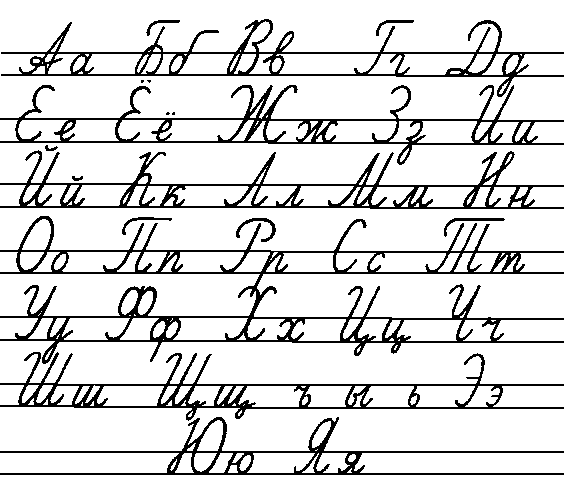 Аа Бб Вв Гг Дд
Ее Ёё Жж Зз Ии
Йй Кк Лл Мм Нн
Оо Пп Рр Сс Тт
Уу Фф Хх Цц Чч
Шш Щщ ъ ы ь Ээ
Юю Яя